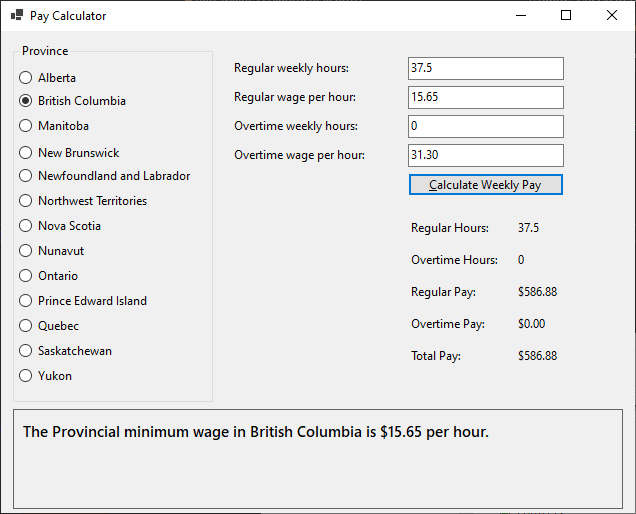 Pay Calculator
Province
Alberta
British Columbia
Manitoba
New Brunswick
Newfoundland and Labrador
Northwest Territories
Nova Scotia
Nunavut
Ontario
Prince Edward Island
Quebec
Saskatchewan
Yukon
Regular weekly hours: 37.5
Regular wage per hour: 15.65
Overtime weekly hours: 0
Overtime wage per hour: 31.30
Calculate Weekly Pay
Regular Hours: 37.5
Overtime Hours: 0
Regular Pay: $586.88
Overtime Pay: $0.00
Total Pay: $586.88
The Provincial minimum wage in British Columbia is $15.65 per hour.